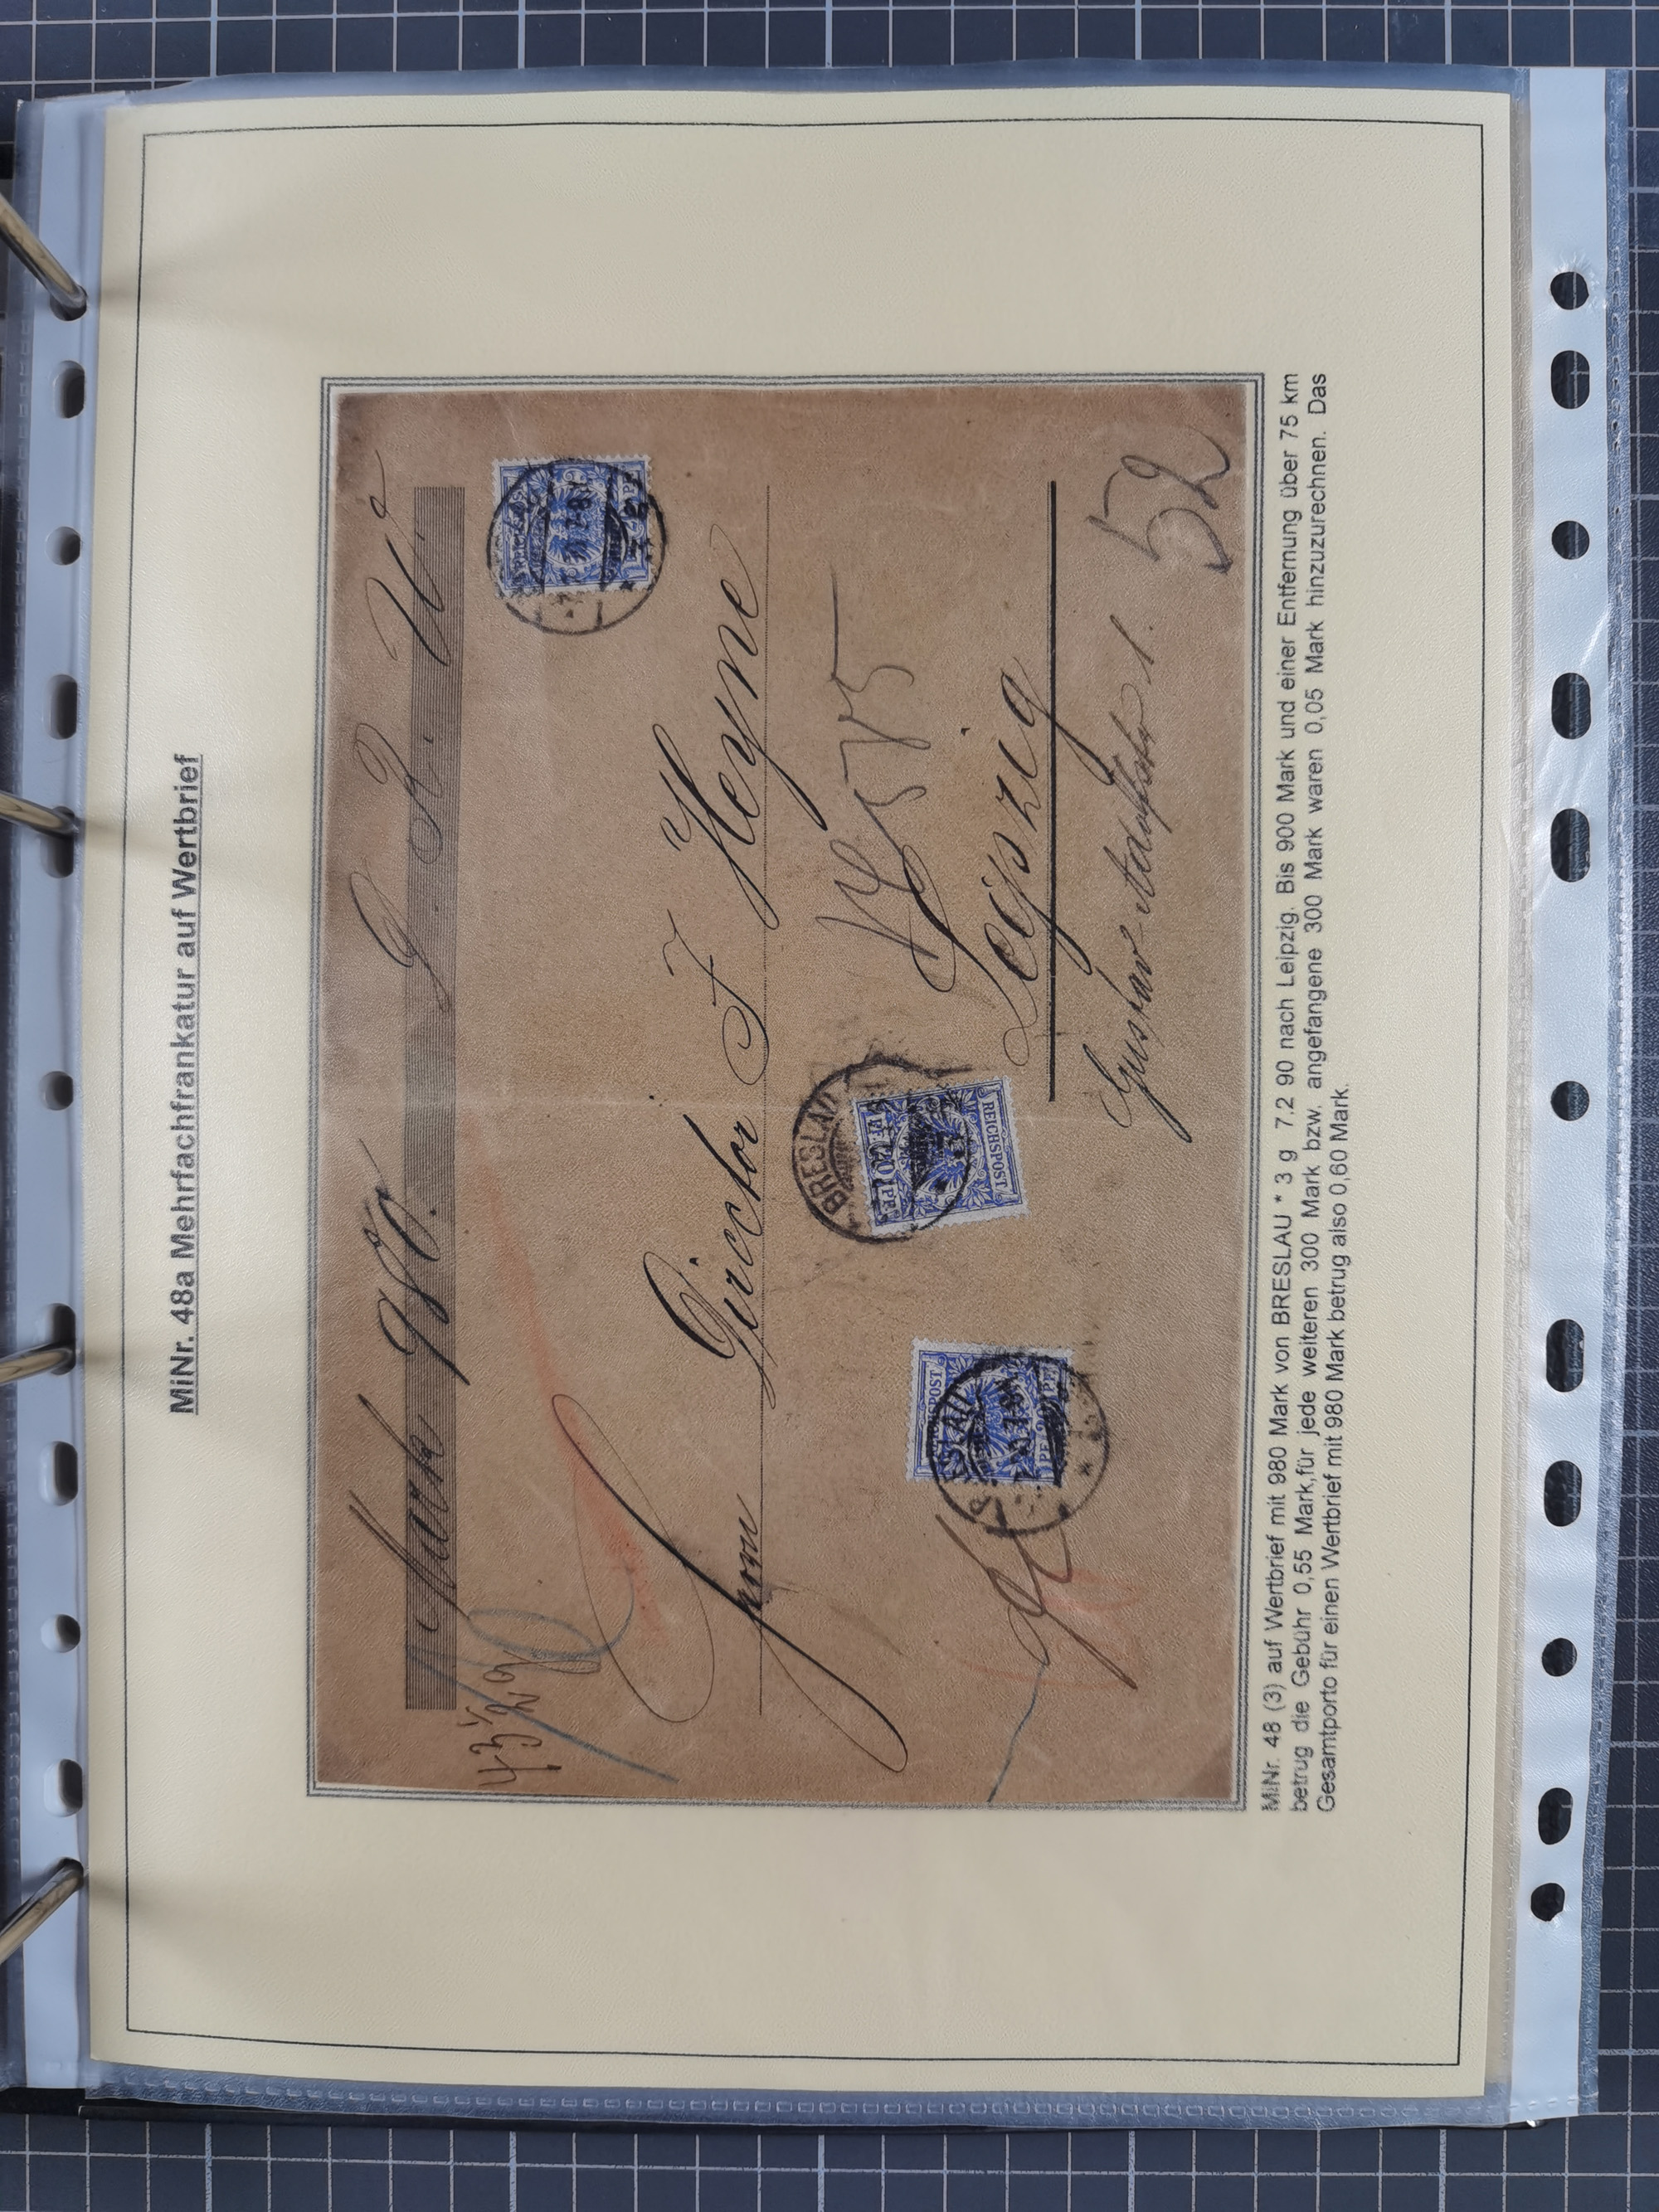 MiNr. 48a Mehrfachfrankatur auf Wertbrief
Mark 980.
Herrn Director F Heyne
Leipzig
52
BRESLAU
REICHSPOST
20 PF
MiNr. 48 (3) auf Wertbrief mit 980 Mark von BRESLAU * 3 g 7.2 90 nach Leipzig. Bis 900 Mark und einer Entfernung über 75 km
betrug die Gebühr 0,55 Mark,für jede weiteren 300 Mark bzw. angefangene 300 Mark waren 0,05 Mark hinzuzurechnen. Das
Gesamtporto für einen Wertbrief mit 980 Mark betrug also 0,60 Mark.